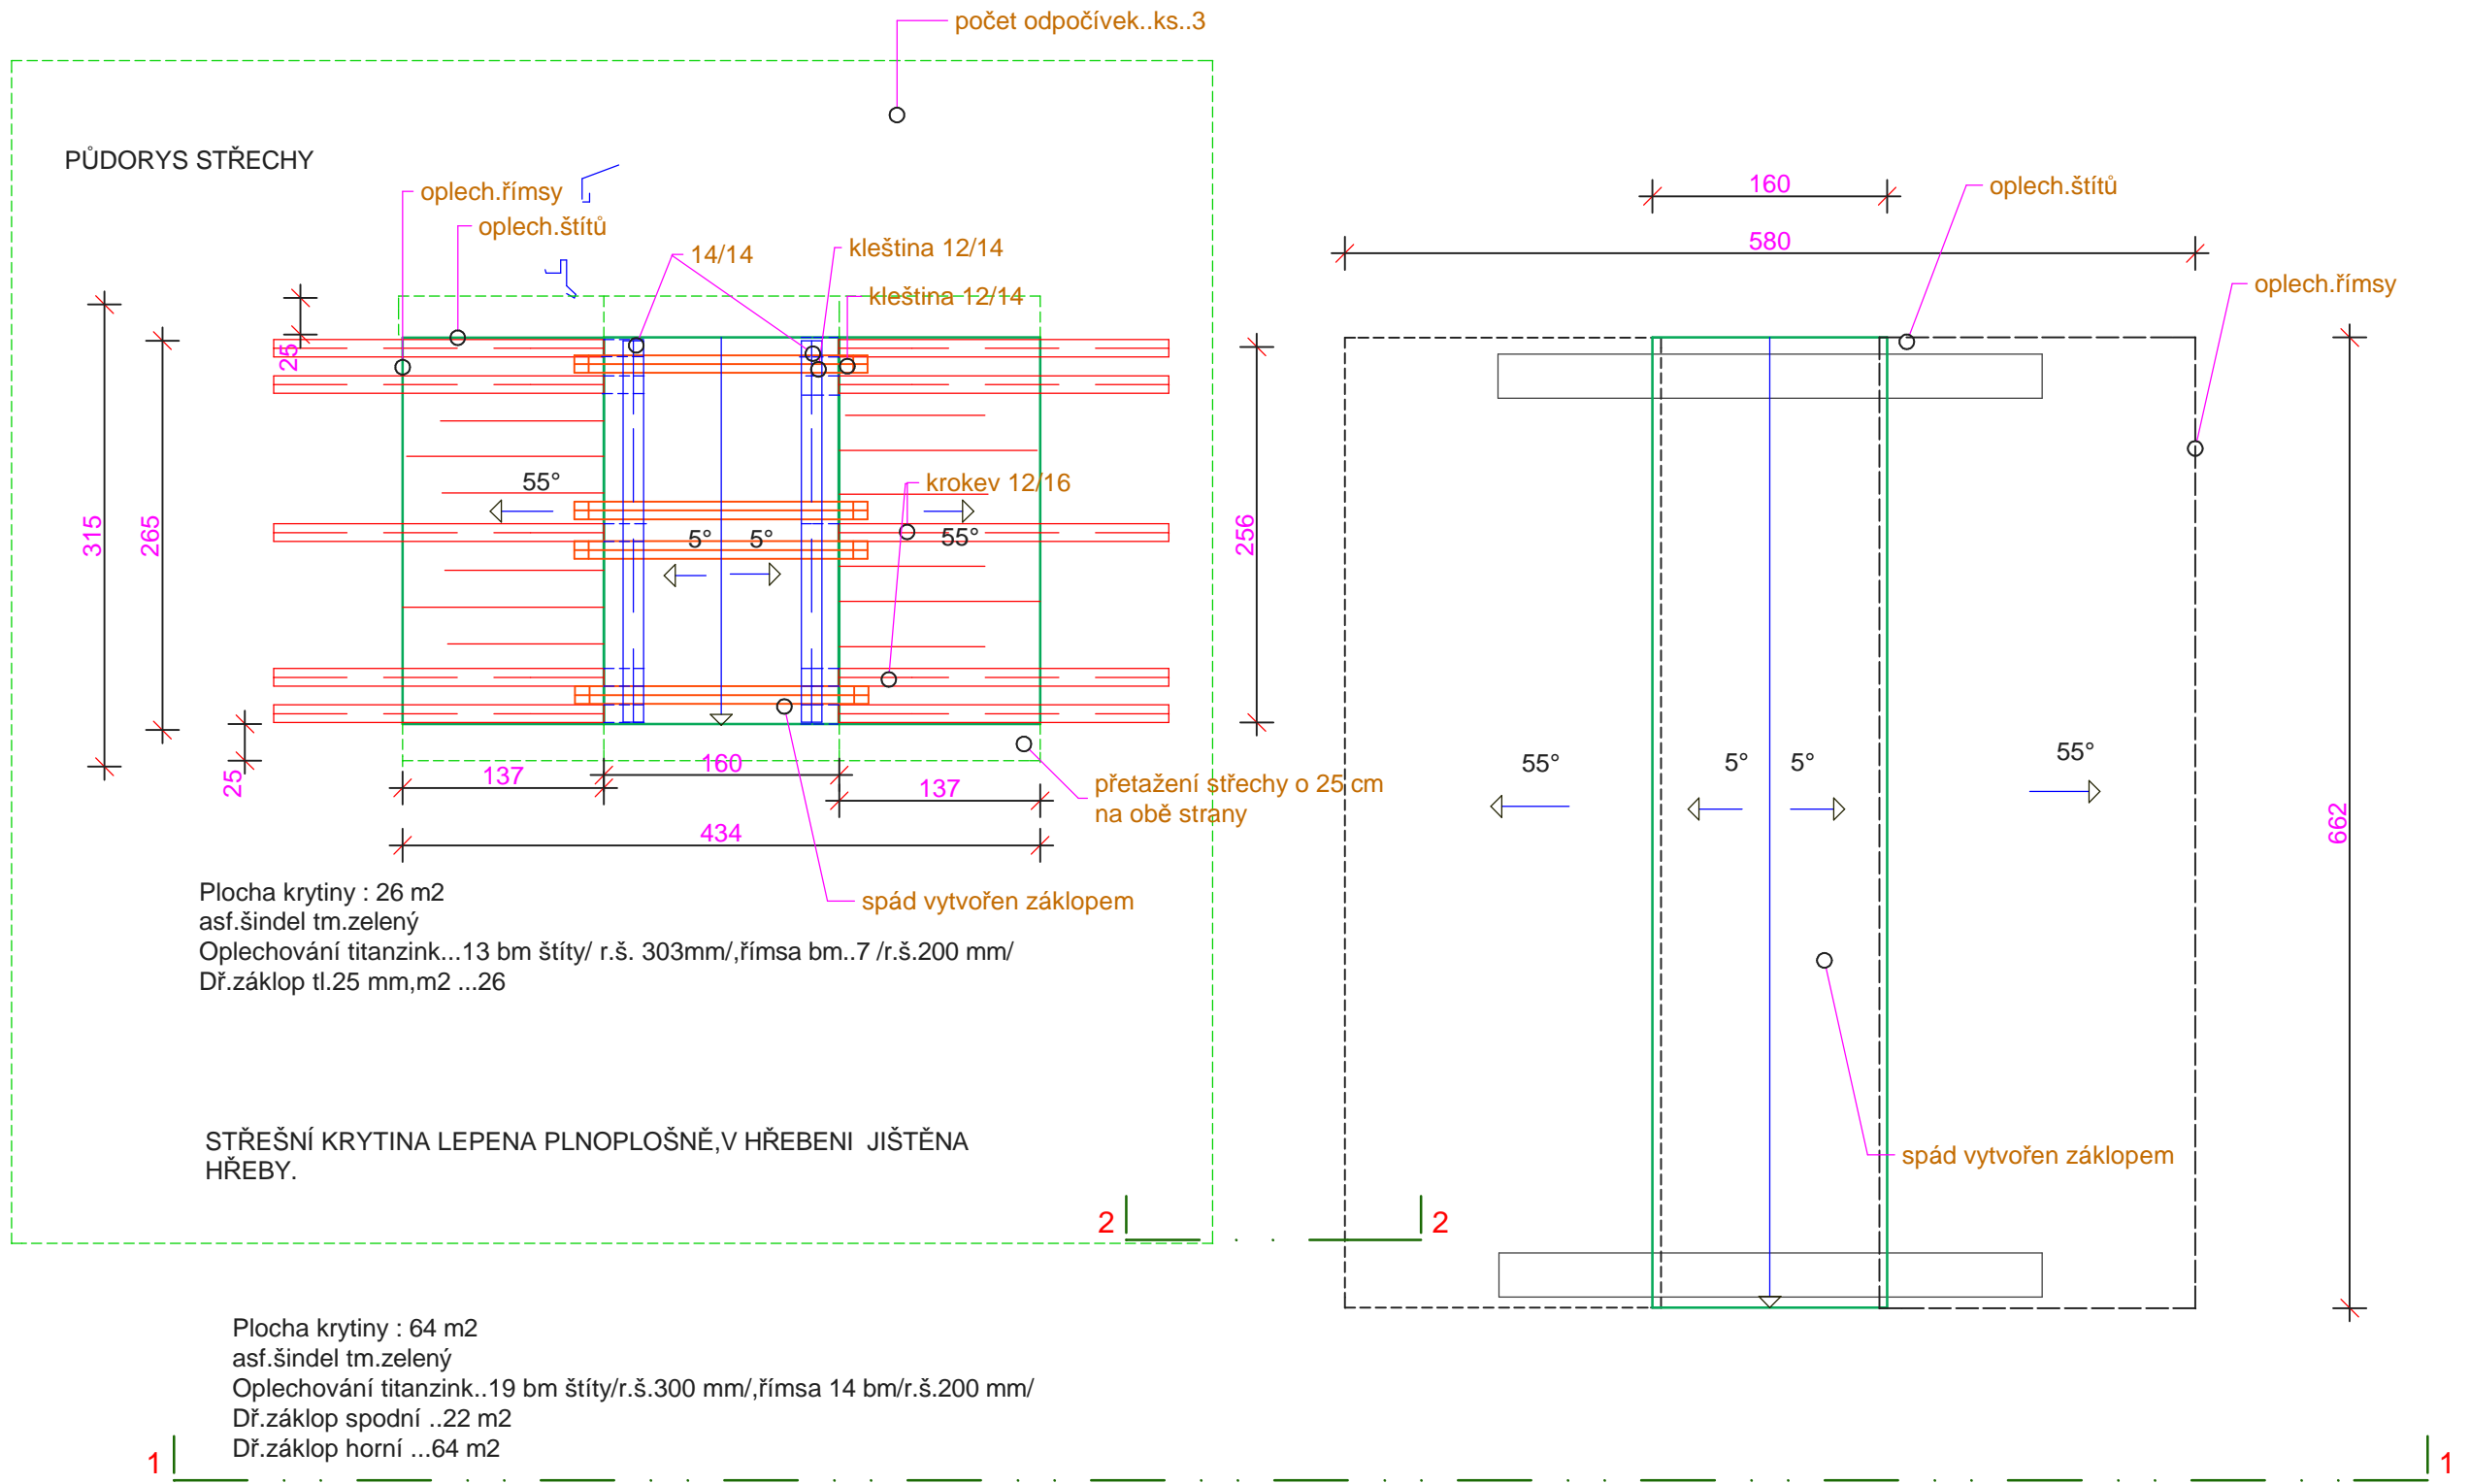 počet odpočívek..ks..3
PŮDORYS STŘECHY
oplech.římsy
oplech.štítů
14/14
kleština 12/14
kleština 12/14
25
315
265
55°
5°
5°
krokev 12/16
55°
25
137
160
137
434
přetažení střechy o 25 cm
na obě strany
spád vytvořen záklopem
Plocha krytiny : 26 m2
asf.šindel tm.zelený
Oplechování titanzink...13 bm štíty/ r.š. 303mm/,římsa bm..7 /r.š.200 mm/
Dř.záklop tl.25 mm,m2 ...26
STŘEŠNÍ KRYTINA LEPENA PLNOPLOŠNĚ,V HŘEBENI  JIŠTĚNA
HŘEBY.
160
580
oplech.štítů
oplech.římsy
256
55°
5°
5°
55°
662
spád vytvořen záklopem
2
2
Plocha krytiny : 64 m2
asf.šindel tm.zelený
Oplechování titanzink..19 bm štíty/r.š.300 mm/,římsa 14 bm/r.š.200 mm/
Dř.záklop spodní ..22 m2
Dř.záklop horní ...64 m2
1
1